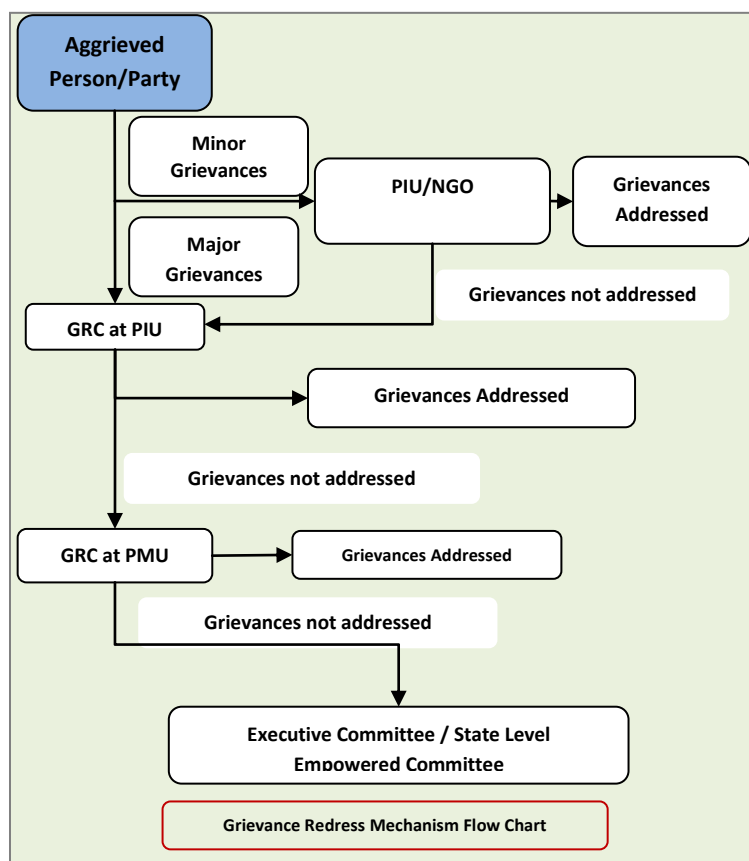 Aggrieved
Person/Party
Minor
Grievances
PIU/NGO
Grievances
Addressed
Major
Grievances
Grievances not addressed
GRC at PIU
Grievances Addressed
Grievances not addressed
GRC at PMU
Grievances Addressed
Grievances not addressed
Executive Committee / State Level
Empowered Committee
Grievance Redress Mechanism Flow Chart